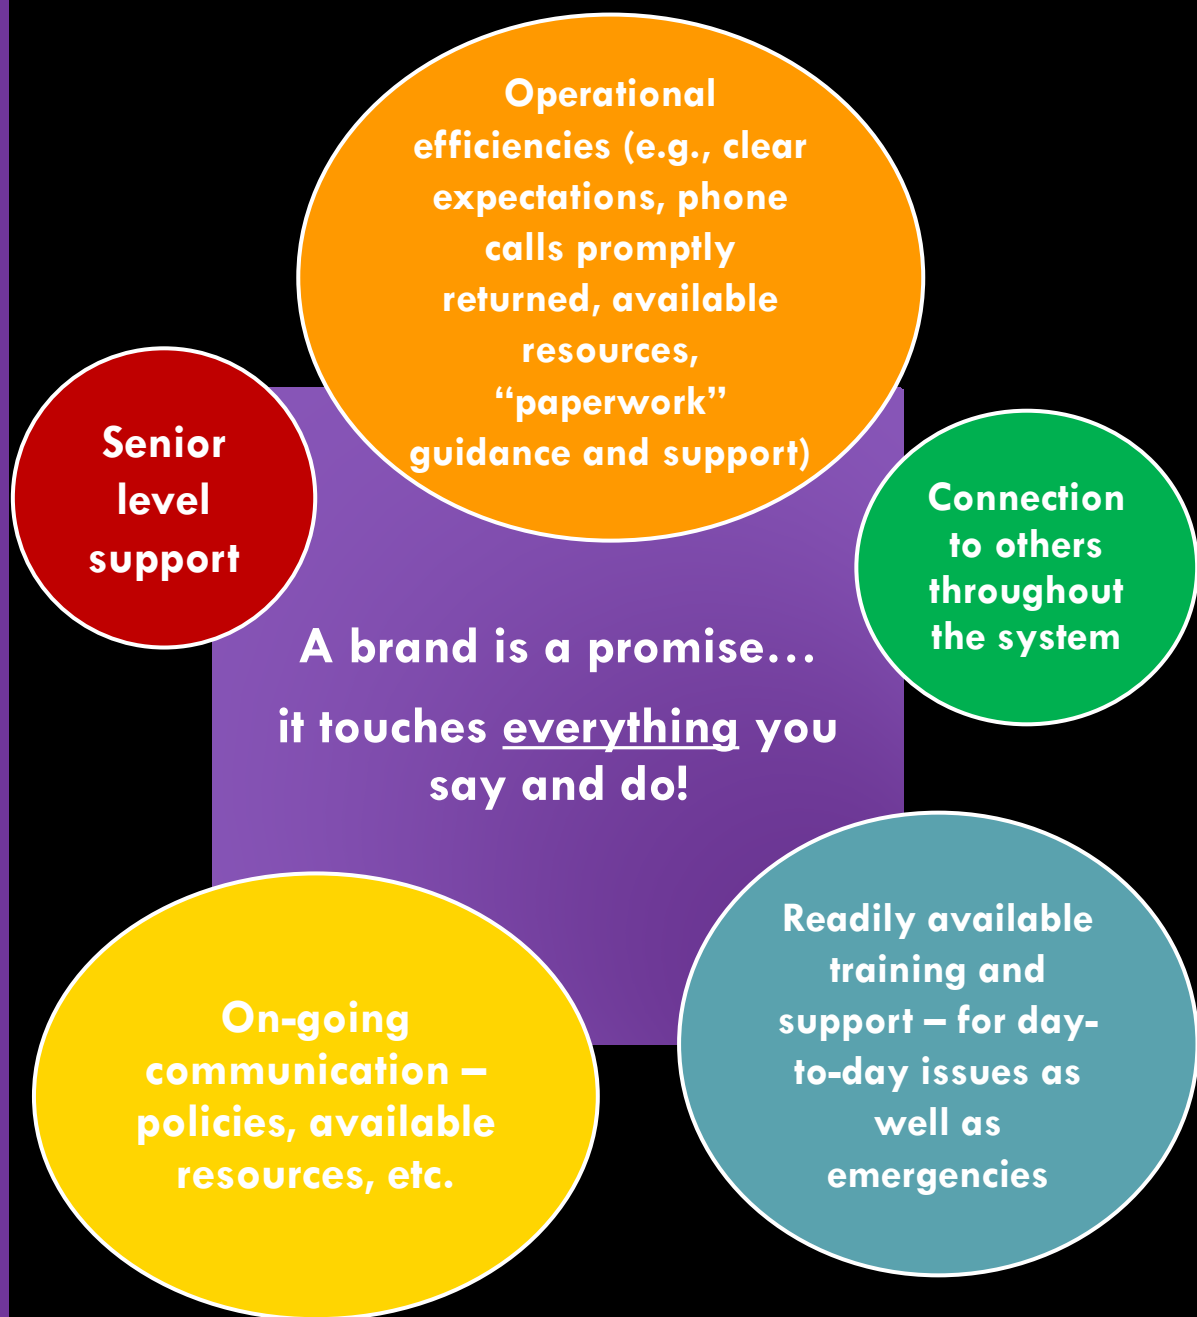 Operational
efficiencies (e.g., clear
expectations, phone
calls promptly
returned, available
resources,
“paperwork”
guidance and support)
Senior
level
support
Connection
to others
throughout
the system
A brand is a promise…
it touches everything you
say and do!
Readily available
training and
support – for day-
to-day issues as
well as
emergencies
On-going
communication –
policies, available
resources, etc.